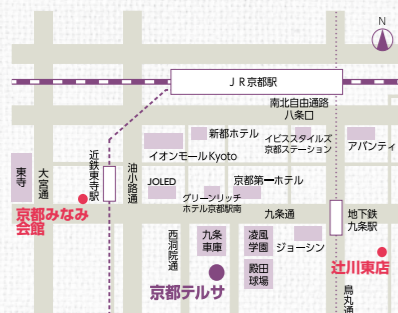 N
JR京都駅
南北自由通路
八条口
新都ホテル
イビススタイルズ
京都ステーション
アバンティ
イオンモールKyoto
東寺
大宮通
近鉄東寺駅
油小路通
JOLED
京都第一ホテル
グリーンリッチ
ホテル京都駅南
京都みなみ
会館
九条通
地下鉄
九条駅
西洞院通
九条
車庫
凌風
学園
ジョーシン
辻川東店
殿田
球場
京都テルサ
烏丸通